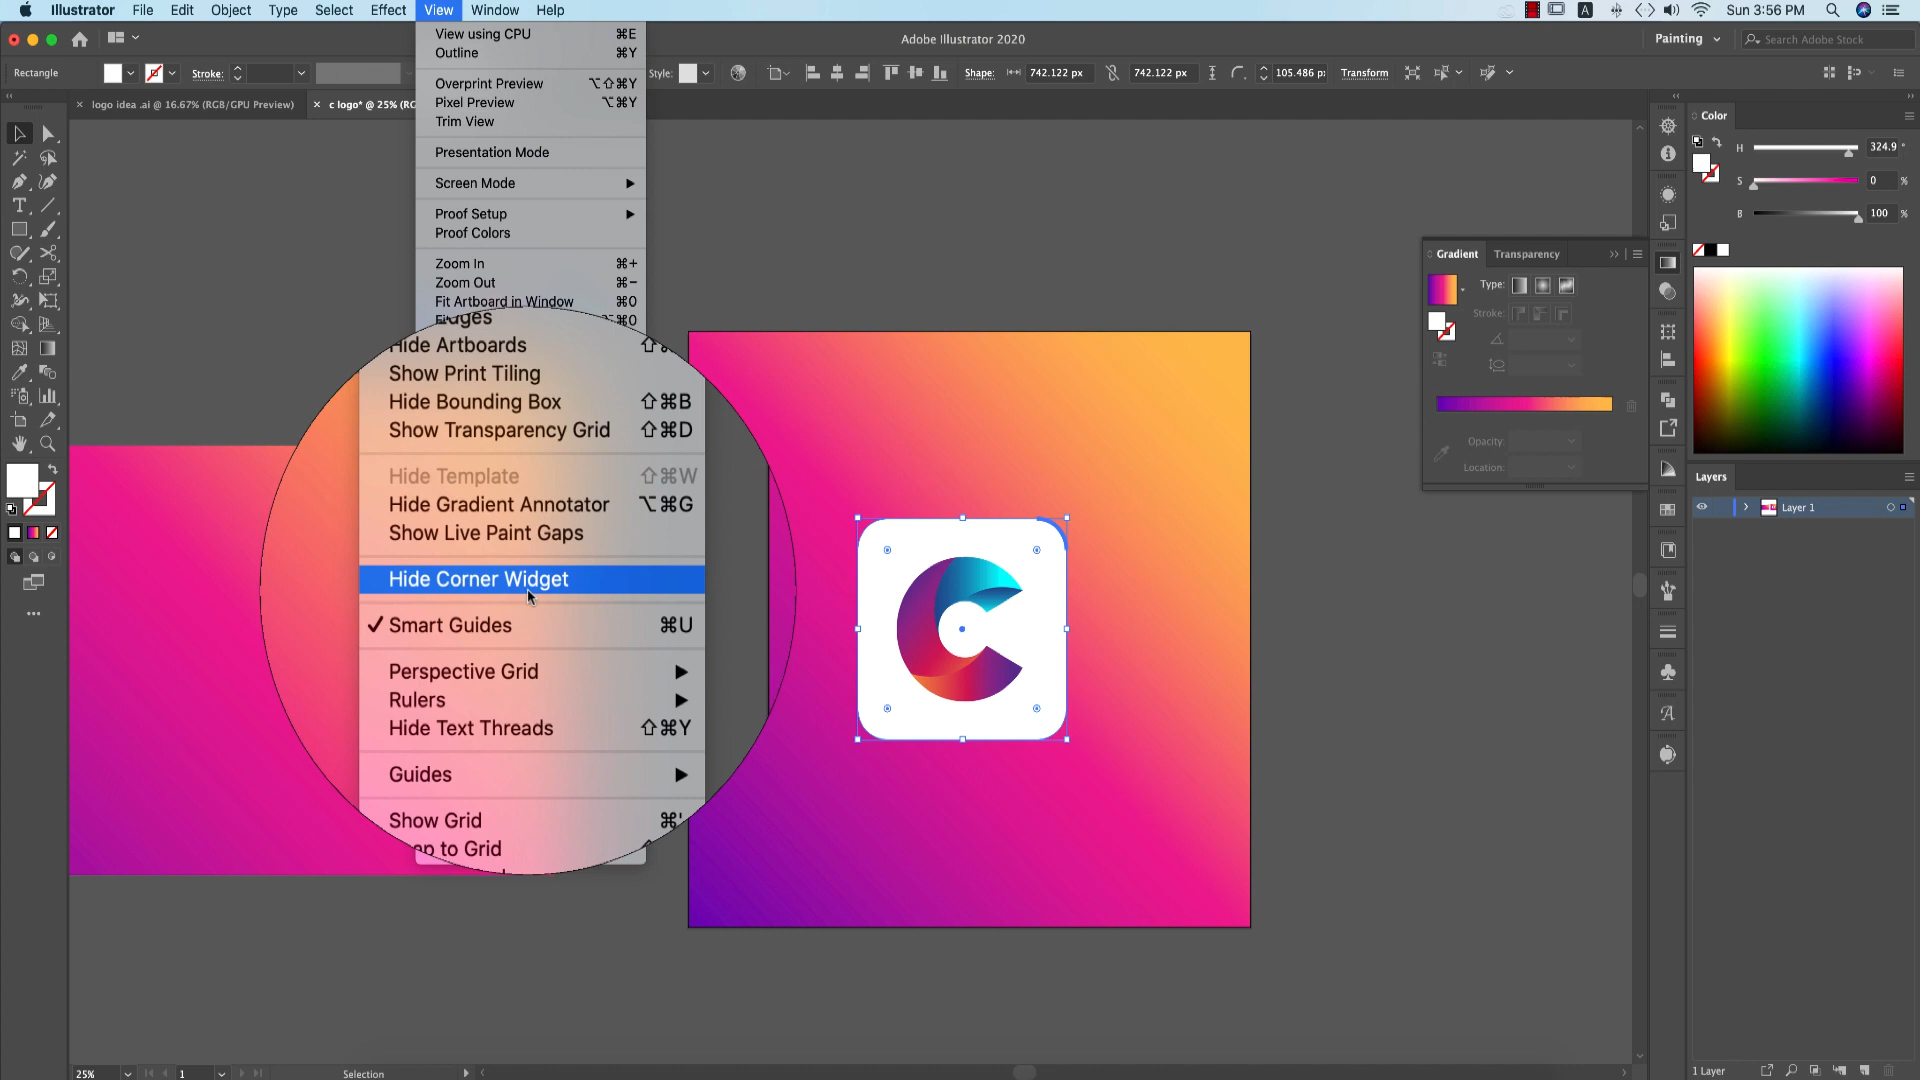 Illustrator File Edit Object Type Select Effect View Window Help
A Sun 3:56 PM
Adobe Illustrator 2020
Painting
Search Adobe Stock
Rectangle
Stroke:
Style:
Shape:
742.122 px
742.122 px
105.486 px
Transform
logo idea .ai @ 16.67% (RGB/GPU Preview)
c logo* @ 25% (RG
View using CPU ⌘E
Outline ⌘Y
Overprint Preview ⌥⇧⌘Y
Pixel Preview ⌥⌘Y
Trim View
Presentation Mode
Screen Mode
Proof Setup
Proof Colors
Zoom In ⌘+
Zoom Out ⌘−
Fit Artboard in Window ⌘0
Hide Artboards
Show Print Tiling
Hide Bounding Box ⇧⌘B
Show Transparency Grid ⇧⌘D
Hide Template ⇧⌘W
Hide Gradient Annotator ⌥⌘G
Show Live Paint Gaps
Hide Corner Widget
✓ Smart Guides ⌘U
Perspective Grid
Rulers
Hide Text Threads ⇧⌘Y
Guides
Show Grid ⌘'
to Grid
C
Gradient
Transparency
Type:
Stroke:
Opacity:
Location:
Color
H 324.9 °
S 0 %
B 100 %
Layers
Layer 1
1 Layer
25%
1
Selection